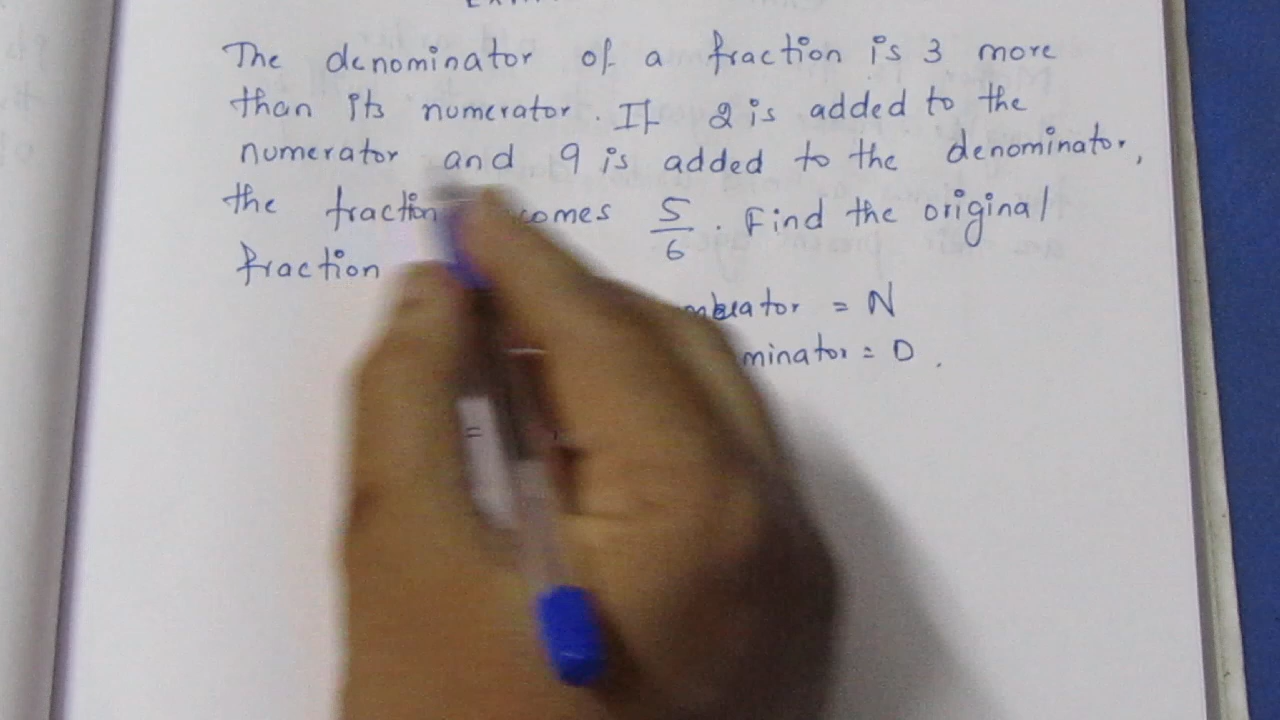 The denominator of a fraction is 3 more
than its numerator. If 2 is added to the
numerator and 9 is added to the denominator,
the fraction comes 5/6. Find the original
fraction
= N
minator = D.
=